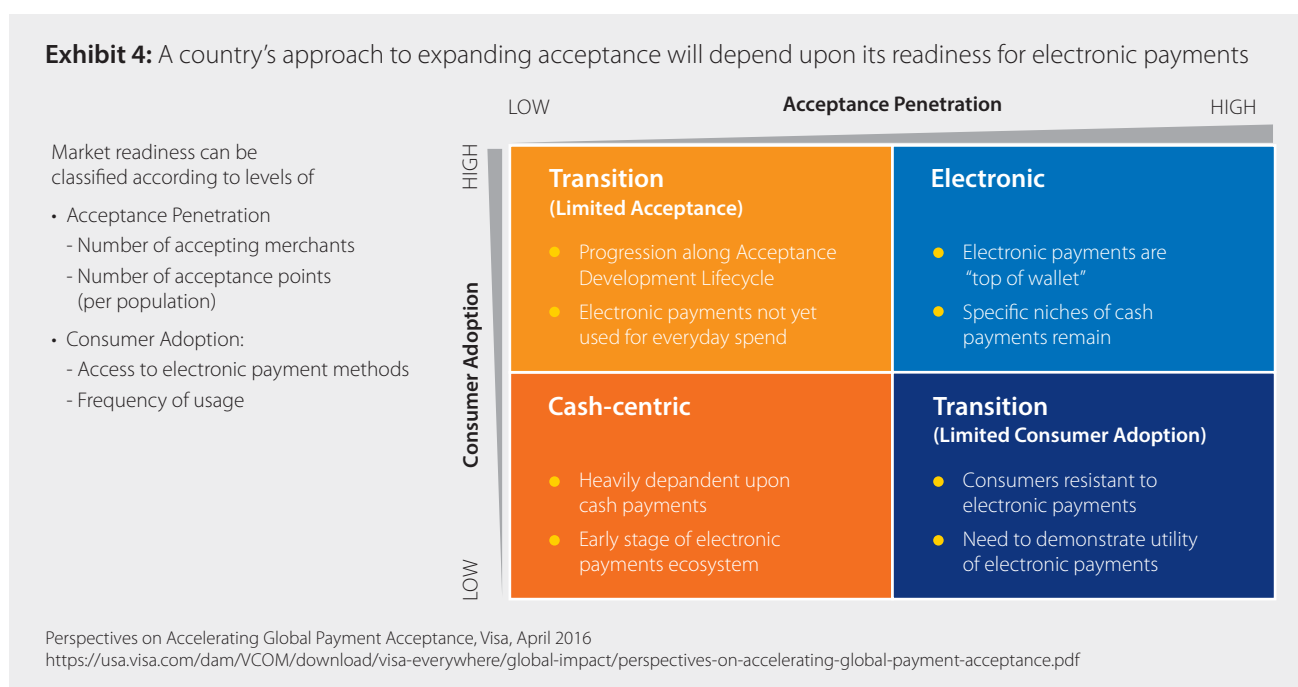 Exhibit 4: A country’s approach to expanding acceptance will depend upon its readiness for electronic payments
LOW
Acceptance Penetration
HIGH
Market readiness can be
classified according to levels of
• Acceptance Penetration
- Number of accepting merchants
- Number of acceptance points
(per population)
• Consumer Adoption:
- Access to electronic payment methods
- Frequency of usage
HIGH
Consumer Adoption
LOW
Transition
(Limited Acceptance)
• Progression along Acceptance
Development Lifecycle
• Electronic payments not yet
used for everyday spend
Electronic
• Electronic payments are
“top of wallet”
• Specific niches of cash
payments remain
Cash-centric
• Heavily dependant upon
cash payments
• Early stage of electronic
payments ecosystem
Transition
(Limited Consumer Adoption)
• Consumers resistant to
electronic payments
• Need to demonstrate utility
of electronic payments
Perspectives on Accelerating Global Payment Acceptance, Visa, April 2016
https://usa.visa.com/dam/VCOM/download/visa-everywhere/global-impact/perspectives-on-accelerating-global-payment-acceptance.pdf